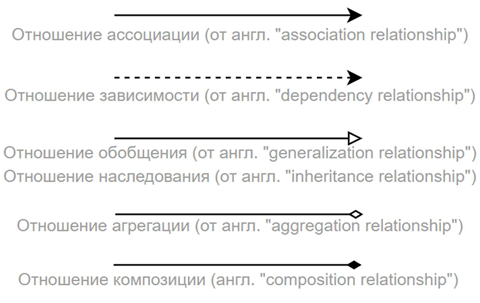 Отношение ассоциации (от англ. "association relationship")
Отношение зависимости (от англ. "dependency relationship")
Отношение обобщения (от англ. "generalization relationship")
Отношение наследования (от англ. "inheritance relationship")
Отношение агрегации (от англ. "aggregation relationship")
Отношение композиции (англ. "composition relationship")